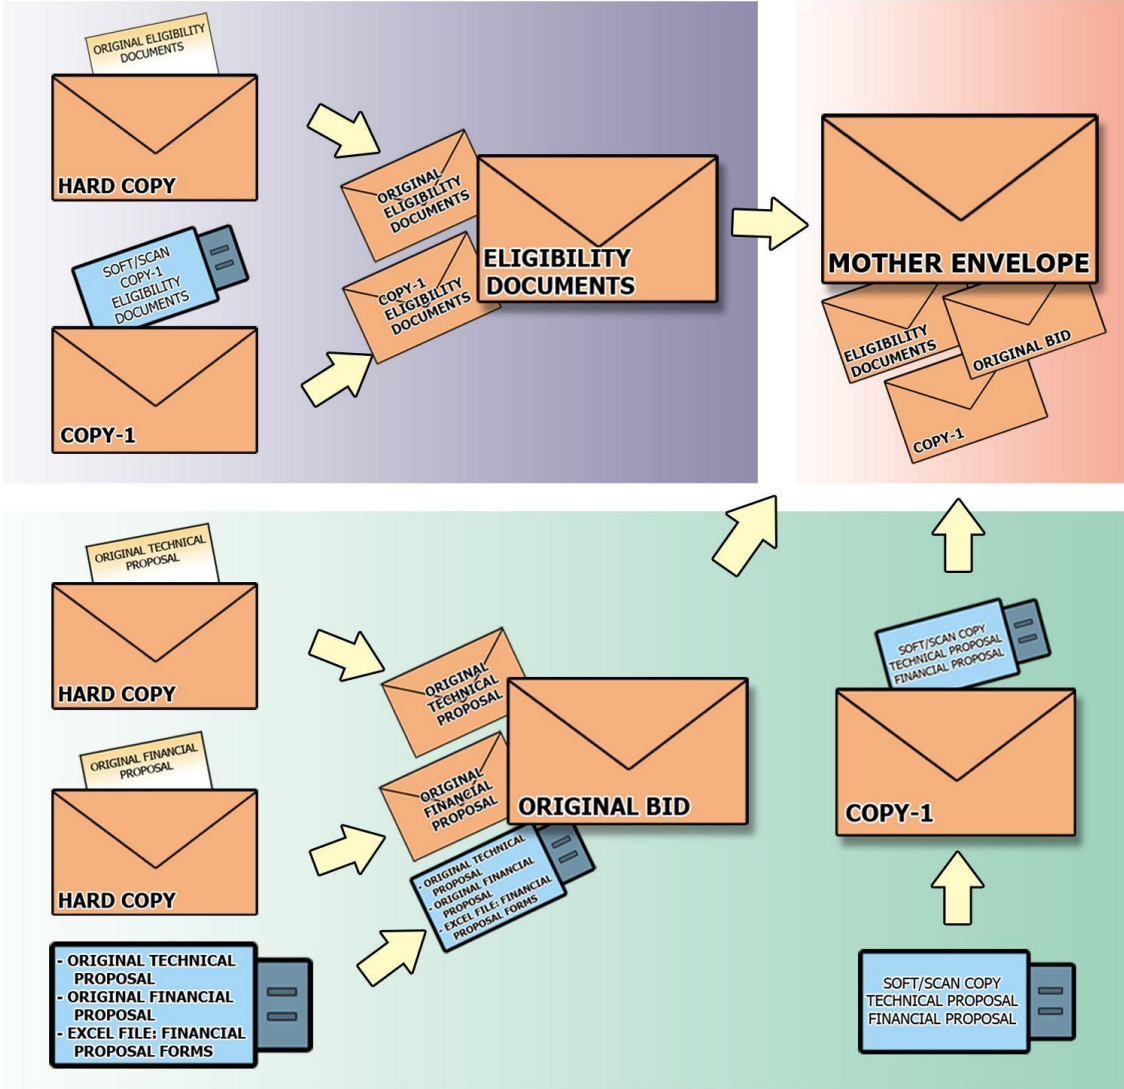 ORIGINAL ELIGIBILITY
DOCUMENTS
HARD COPY
SOFT/SCAN
COPY-1
ELIGIBILITY
DOCUMENTS
COPY-1
ORIGINAL
ELIGIBILITY
DOCUMENTS
COPY-1
ELIGIBILITY
DOCUMENTS
ELIGIBILITY
DOCUMENTS
MOTHER ENVELOPE
ELIGIBILITY
DOCUMENTS
ORIGINAL BID
COPY-1
ORIGINAL TECHNICAL
PROPOSAL
HARD COPY
ORIGINAL FINANCIAL
PROPOSAL
HARD COPY
- ORIGINAL TECHNICAL
PROPOSAL
- ORIGINAL FINANCIAL
PROPOSAL
- EXCEL FILE: FINANCIAL
PROPOSAL FORMS
ORIGINAL
TECHNICAL
PROPOSAL
ORIGINAL
FINANCIAL
PROPOSAL
- ORIGINAL TECHNICAL
PROPOSAL
- ORIGINAL FINANCIAL
PROPOSAL
- EXCEL FILE: FINANCIAL
PROPOSAL FORMS
ORIGINAL BID
SOFT/SCAN COPY
TECHNICAL PROPOSAL
FINANCIAL PROPOSAL
COPY-1
SOFT/SCAN COPY
TECHNICAL PROPOSAL
FINANCIAL PROPOSAL